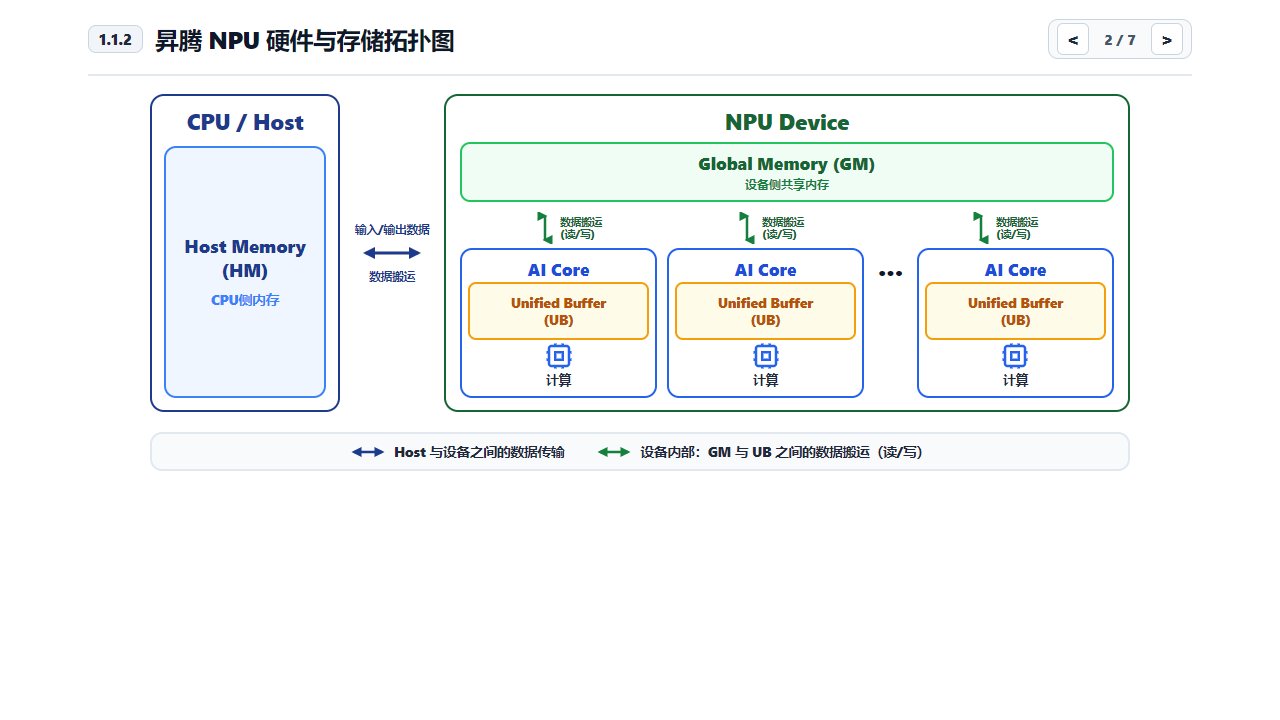 1.1.2 昇腾 NPU 硬件与存储拓扑图
< 2 / 7 >
CPU / Host
Host Memory
(HM)
CPU侧内存
输入/输出数据
数据搬运
NPU Device
Global Memory (GM)
设备侧共享内存
数据搬运
(读/写)
数据搬运
(读/写)
数据搬运
(读/写)
AI Core
Unified Buffer
(UB)
计算
AI Core
Unified Buffer
(UB)
计算
•••
AI Core
Unified Buffer
(UB)
计算
Host 与设备之间的数据传输
设备内部：GM 与 UB 之间的数据搬运（读/写）